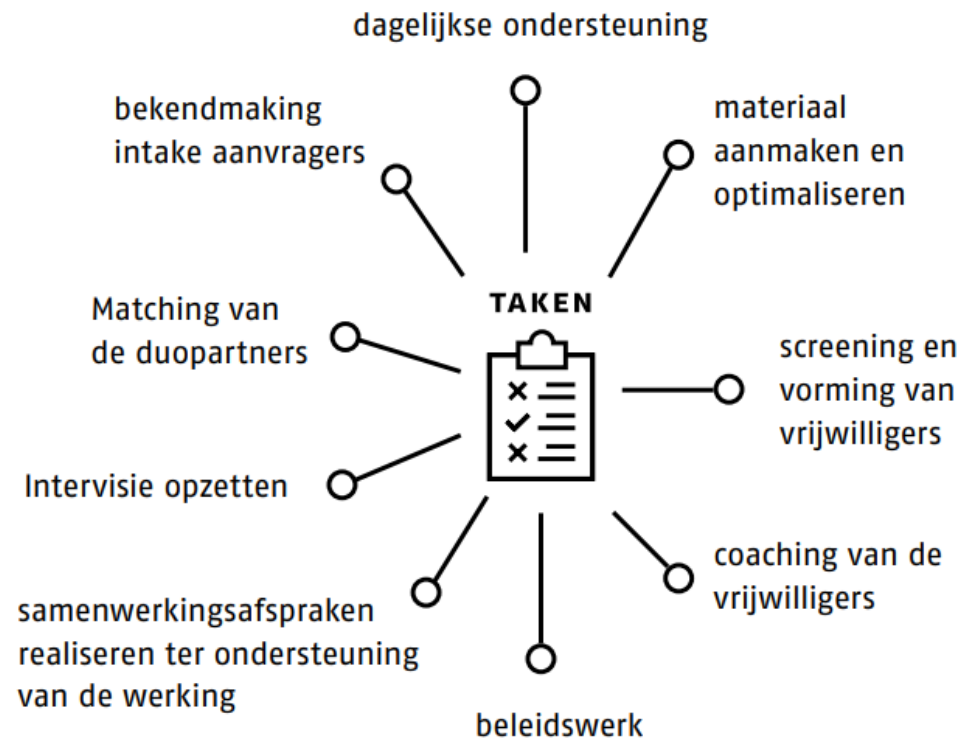 dagelijkse ondersteuning
bekendmaking
intake aanvragers
materiaal
aanmaken en
optimaliseren
TAKEN
Matching van
de duopartners
screening en
vorming van
vrijwilligers
Intervisie opzetten
coaching van de
vrijwilligers
samenwerkingsafspraken
realiseren ter ondersteuning
van de werking
beleidswerk